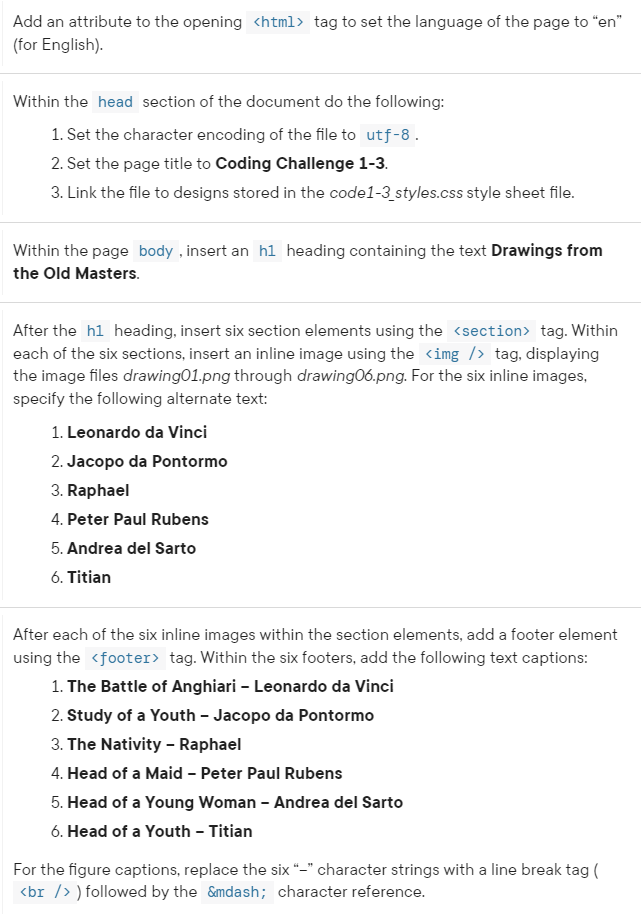 Add an attribute to the opening <html> tag to set the language of the page to “en”
(for English).
Within the head section of the document do the following:
1. Set the character encoding of the file to utf-8 .
2. Set the page title to Coding Challenge 1-3.
3. Link the file to designs stored in the code1-3_styles.css style sheet file.
Within the page body , insert an h1 heading containing the text Drawings from
the Old Masters.
After the h1 heading, insert six section elements using the <section> tag. Within
each of the six sections, insert an inline image using the <img /> tag, displaying
the image files drawing01.png through drawing06.png. For the six inline images,
specify the following alternate text:
1. Leonardo da Vinci
2. Jacopo da Pontormo
3. Raphael
4. Peter Paul Rubens
5. Andrea del Sarto
6. Titian
After each of the six inline images within the section elements, add a footer element
using the <footer> tag. Within the six footers, add the following text captions:
1. The Battle of Anghiari – Leonardo da Vinci
2. Study of a Youth – Jacopo da Pontormo
3. The Nativity – Raphael
4. Head of a Maid – Peter Paul Rubens
5. Head of a Young Woman – Andrea del Sarto
6. Head of a Youth – Titian
For the figure captions, replace the six “–” character strings with a line break tag (
<br /> ) followed by the &mdash; character reference.